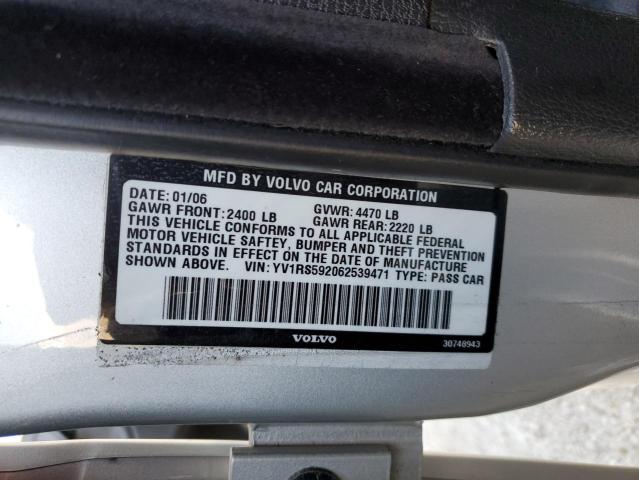 MFD BY VOLVO CAR CORPORATION
DATE: 01/06 GVWR: 4470 LB
GAWR FRONT: 2400 LB GAWR REAR: 2220 LB
THIS VEHICLE CONFORMS TO ALL APPLICABLE FEDERAL
MOTOR VEHICLE SAFTEY, BUMPER AND THEFT PREVENTION
STANDARDS IN EFFECT ON THE DATE OF MANUFACTURE
SHOWN ABOVE. VIN: YV1RS592062539471 TYPE: PASS CAR
VOLVO 30748943